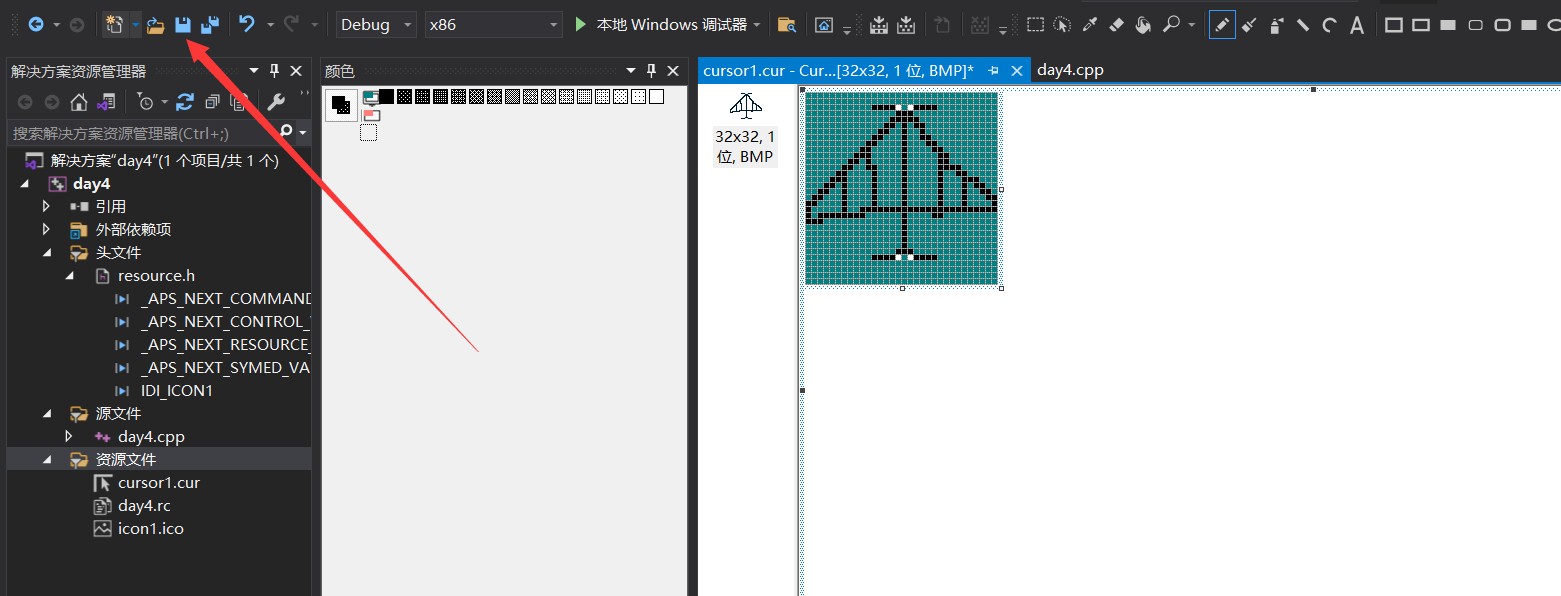 Debug
x86
本地 Windows 调试器
解决方案资源管理器
颜色
cursor1.cur - Cur...[32x32, 1 位, BMP]*
day4.cpp
搜索解决方案资源管理器(Ctrl+;)
32x32, 1
位, BMP
解决方案"day4"(1 个项目/共 1 个)
day4
引用
外部依赖项
头文件
resource.h
_APS_NEXT_COMMAND
_APS_NEXT_CONTROL_
_APS_NEXT_RESOURCE_
_APS_NEXT_SYMED_VA
IDI_ICON1
源文件
day4.cpp
资源文件
cursor1.cur
day4.rc
icon1.ico